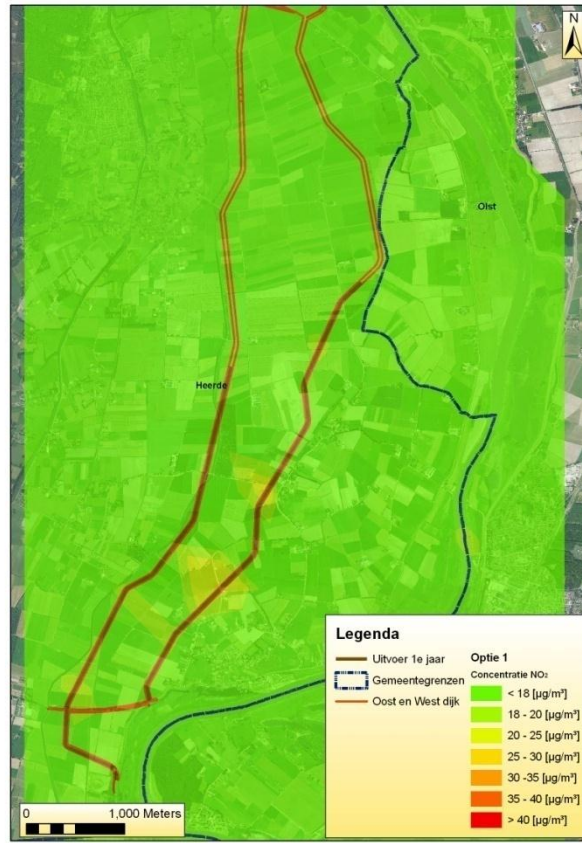 N
Olst
Heerde
Legenda
Uitvoer 1e jaar
Gemeentegrenzen
Oost en West dijk
Optie 1
Concentratie NO₂
< 18 [µg/m³]
18 - 20 [µg/m³]
20 - 25 [µg/m³]
25 - 30 [µg/m³]
30 -35 [µg/m³]
35 - 40 [µg/m³]
> 40 [µg/m³]
0 1,000 Meters